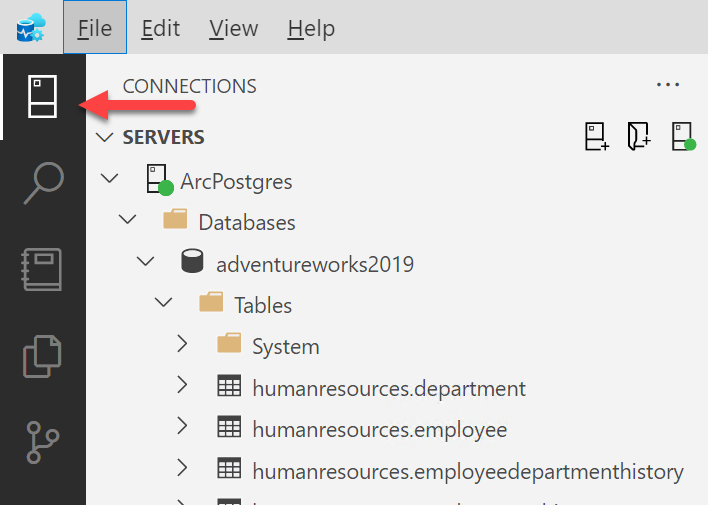 File Edit View Help
CONNECTIONS
SERVERS
ArcPostgres
Databases
adventureworks2019
Tables
System
humanresources.department
humanresources.employee
humanresources.employeedepartmenthistory